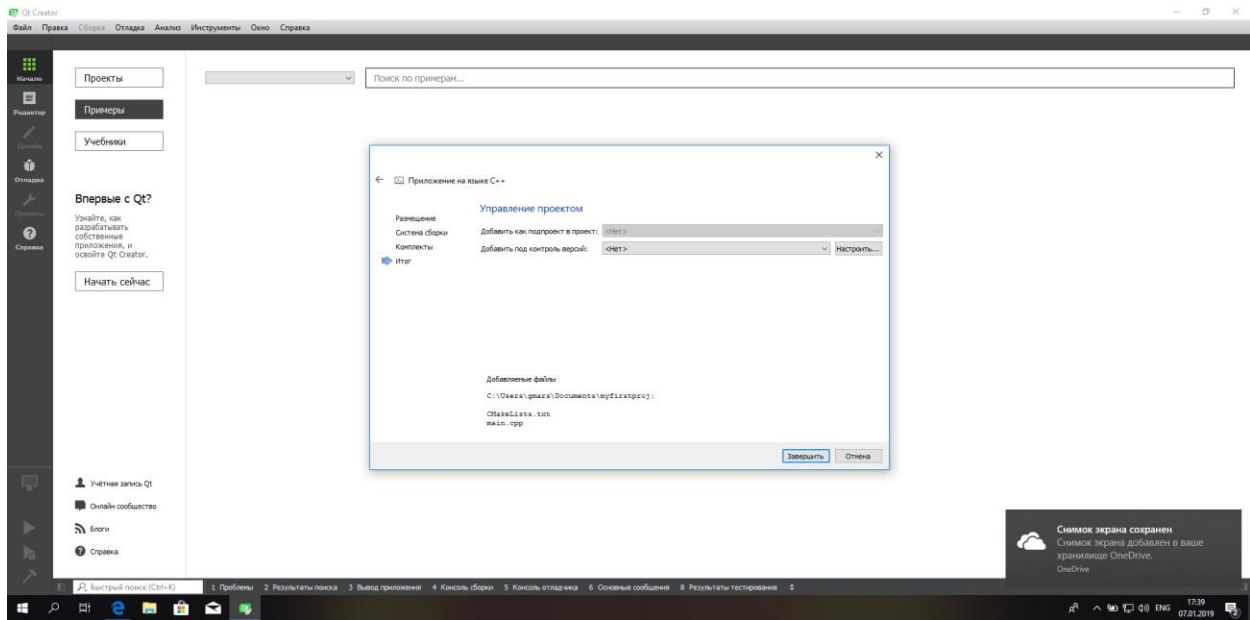 Qt Creator
Файл Правка Сборка Отладка Анализ Инструменты Окно Справка
Начало
Редактор
Дизайн
Отладка
Проекты
Справка
Проекты
Примеры
Учебники
Поиск по примерам...
Впервые с Qt?
Узнайте, как
разрабатывать
собственные
приложения, и
освойте Qt Creator.
Начать сейчас
Учётная запись Qt
Онлайн сообщество
Блоги
Справка
Приложение на языке C++
Размещение
Система сборки
Комплекты
Итог
Управление проектом
Добавить как подпроект в проект: <Нет>
Добавить под контроль версий: <Нет> Настроить...
Добавляемые файлы
C:\Users\gmars\Documents\myfirstproj:
CMakeLists.txt
main.cpp
Завершить Отмена
Снимок экрана сохранен
Снимок экрана добавлен в ваше
хранилище OneDrive.
OneDrive
Быстрый поиск (Ctrl+K) 1 Проблемы 2 Результаты поиска 3 Вывод приложения 4 Консоль сборки 5 Консоль отладчика 6 Основные сообщения 8 Результаты тестирования
ENG 17:39
07.01.2019
2